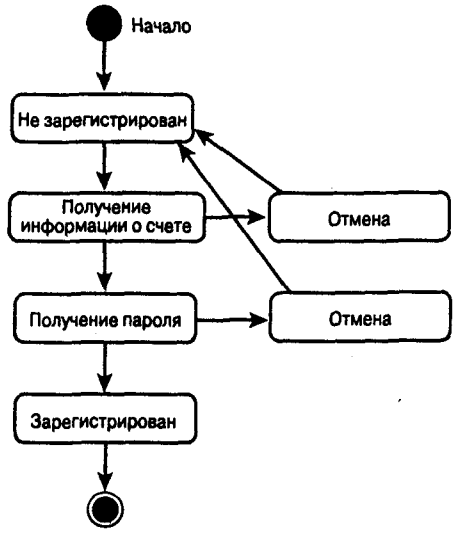 Начало
Не зарегистрирован
Получение
информации о счете
Отмена
Получение пароля
Отмена
Зарегистрирован